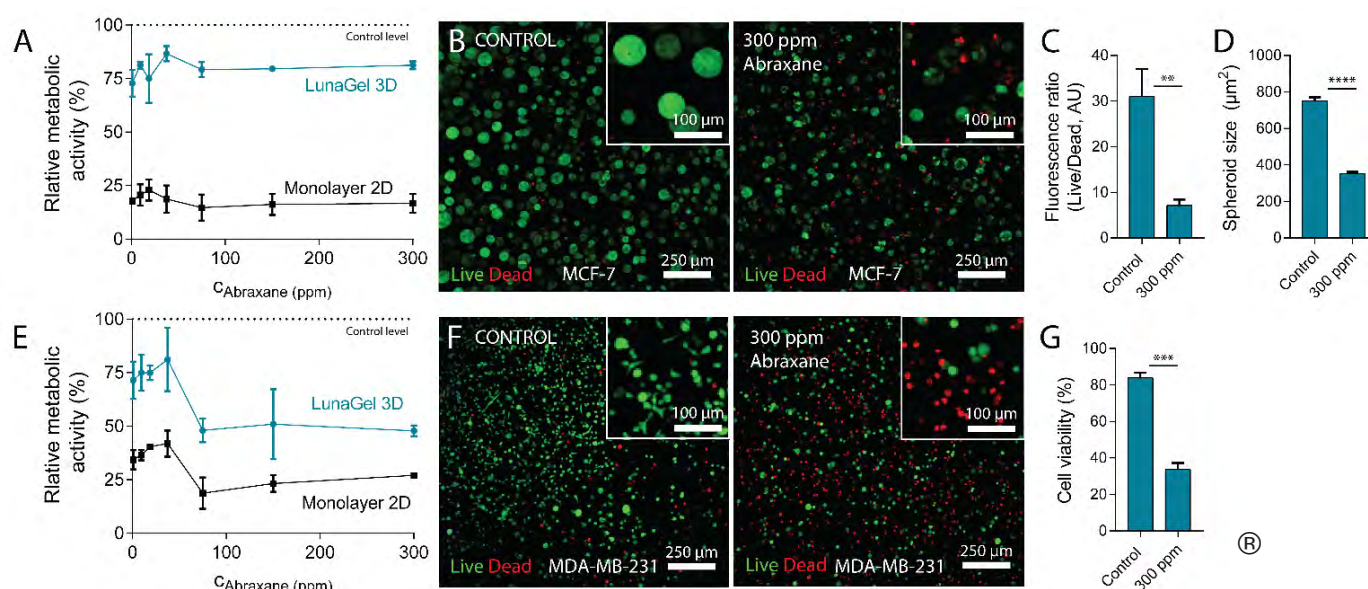 A
Rlative metabolic
activity (%)
100
75
50
25
0
Control level
LunaGel 3D
Monolayer 2D
0
100
200
300
cAbraxane (ppm)
B
CONTROL
100 µm
Live Dead
MCF-7
250 µm
300 ppm
Abraxane
100 µm
Live Dead
MCF-7
250 µm
C
Fluorescence ratio
(Live/Dead, AU)
40
30
20
10
0
**
Control
300 ppm
D
Spheroid size (µm²)
1000
800
600
400
200
0
****
Control
300 ppm
E
Rlative metabolic
activity (%)
100
75
50
25
0
Control level
LunaGel 3D
Monolayer 2D
0
100
200
300
cAbraxane (ppm)
F
CONTROL
100 µm
Live Dead
MDA-MB-231
250 µm
300 ppm
Abraxane
100 µm
Live Dead
MDA-MB-231
250 µm
G
Cell viability (%)
80
60
40
20
0
***
Control
300 ppm
®